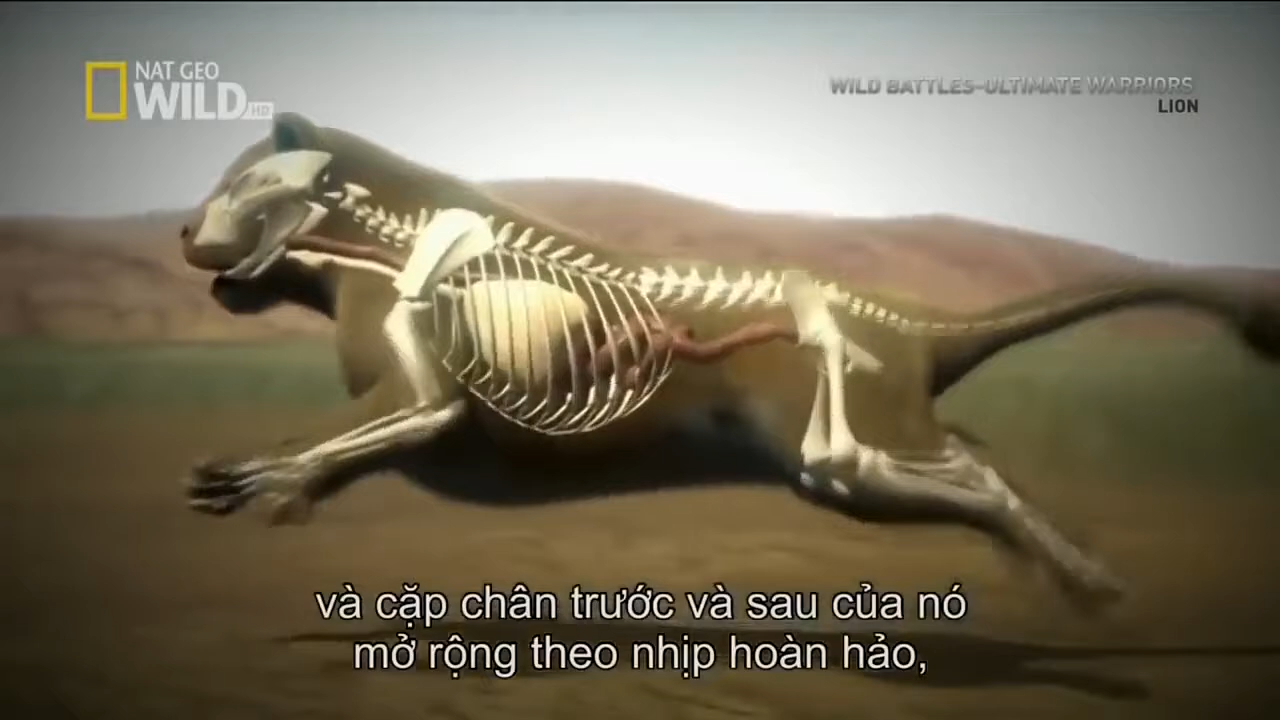 NAT GEO
WILD HD
WILD BATTLES-ULTIMATE WARRIORS
LION
và cặp chân trước và sau của nó
mở rộng theo nhịp hoàn hảo,